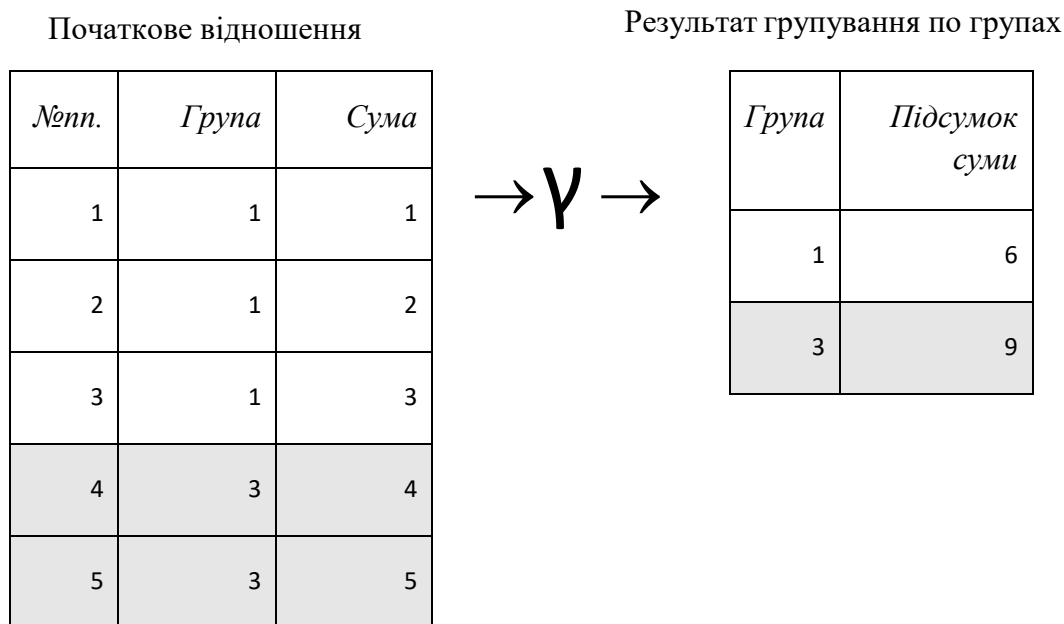 Початкове відношення
Результат групування по групах
№пп. Група Сума
1 1 1
2 1 2
3 1 3
4 3 4
5 3 5
→γ→
Група Підсумок
суми
1 6
3 9